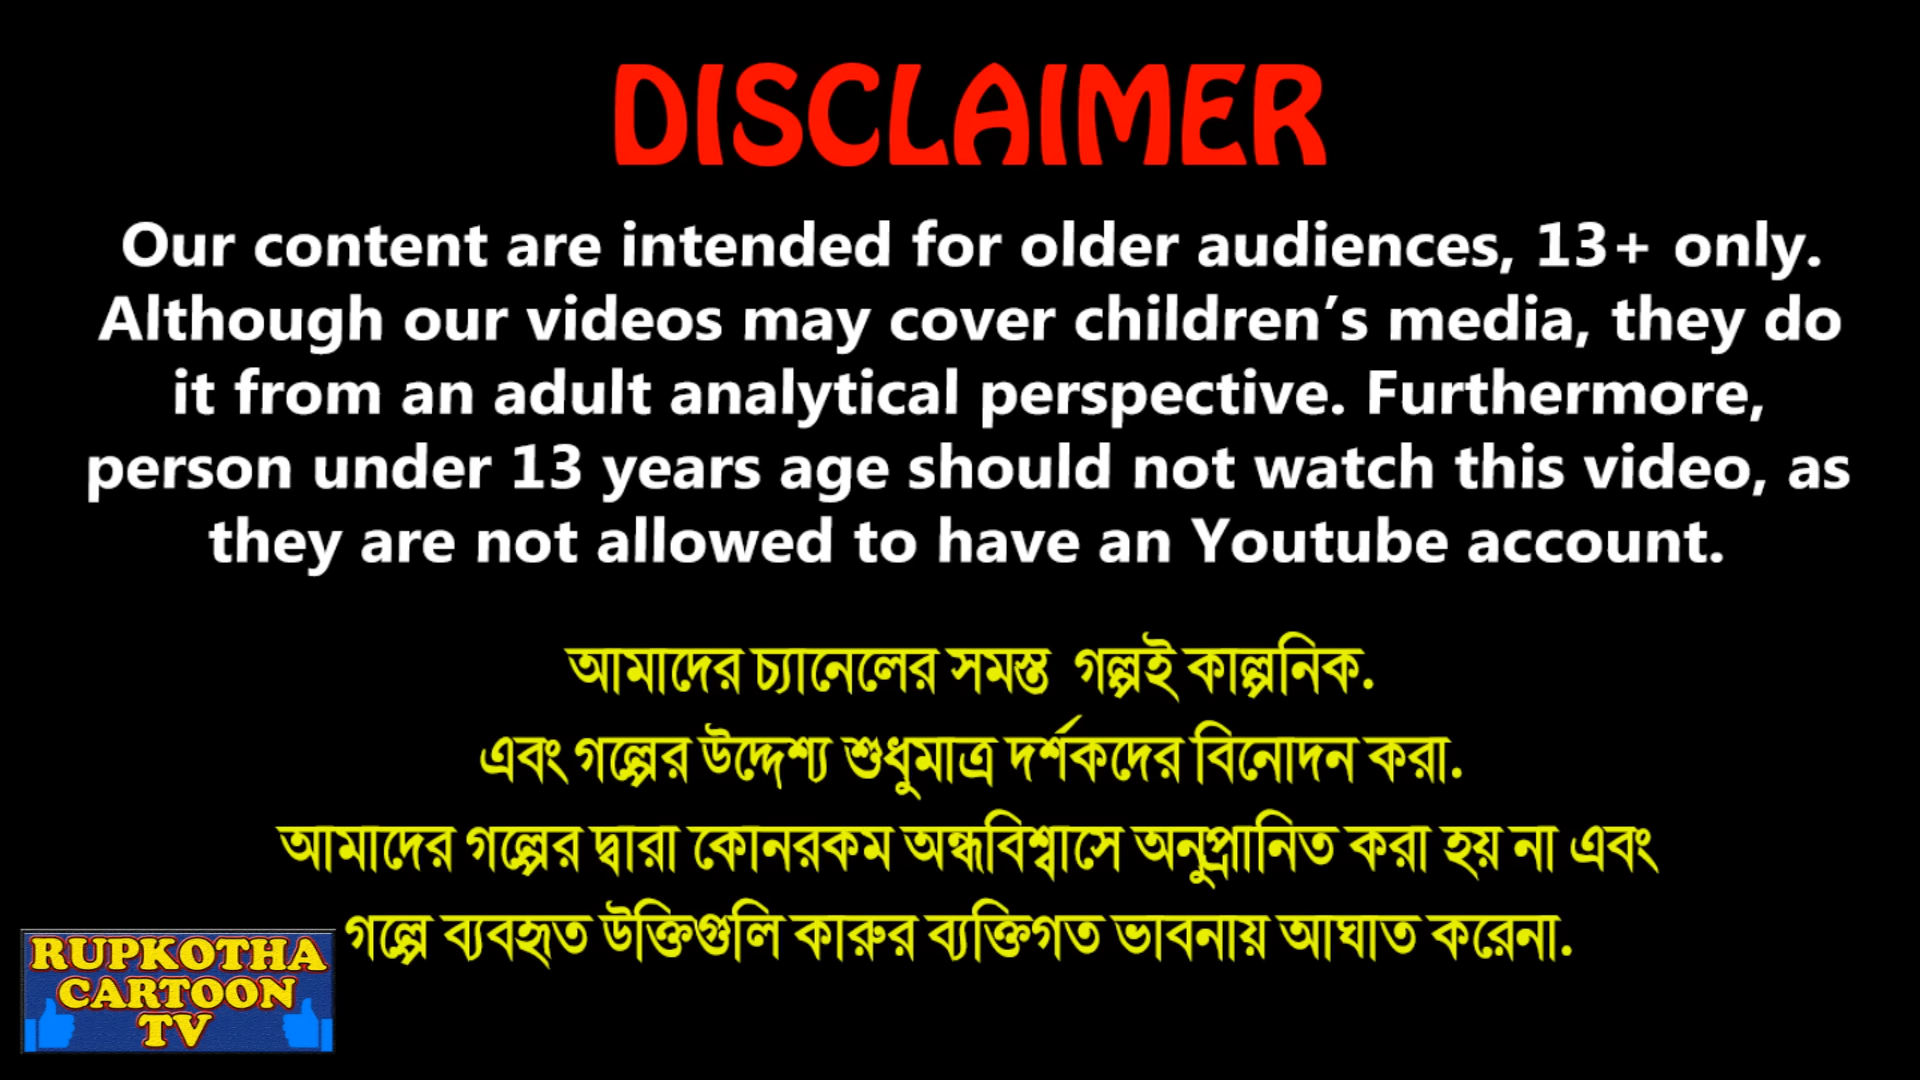 DISCLAIMER
Our content are intended for older audiences, 13+ only.
Although our videos may cover children’s media, they do
it from an adult analytical perspective. Furthermore,
person under 13 years age should not watch this video, as
they are not allowed to have an Youtube account.
আমাদের চ্যানেলের সমস্ত গল্পই কাল্পনিক.
এবং গল্পের উদ্দেশ্য শুধুমাত্র দর্শকদের বিনোদন করা.
আমাদের গল্পের দ্বারা কোনরকম অন্ধবিশ্বাসে অনুপ্রানিত করা হয় না এবং
গল্পে ব্যবহৃত উক্তিগুলি কারুর ব্যক্তিগত ভাবনায় আঘাত করেনা.
RUPKOTHA
CARTOON
TV